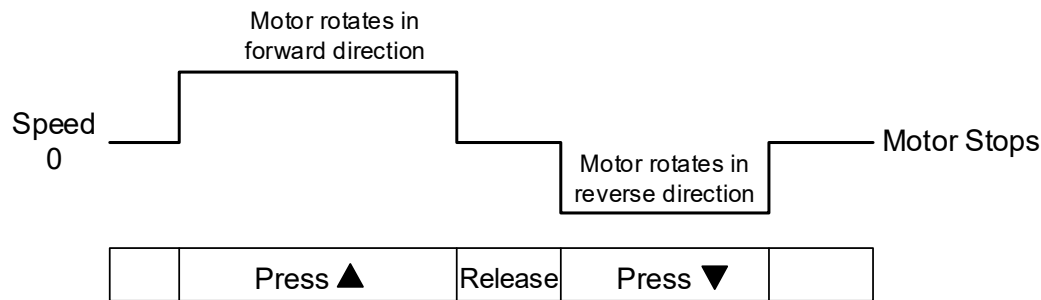 Motor rotates in
forward direction
Speed
0
Motor Stops
Motor rotates in
reverse direction
Press ▲
Release
Press ▼